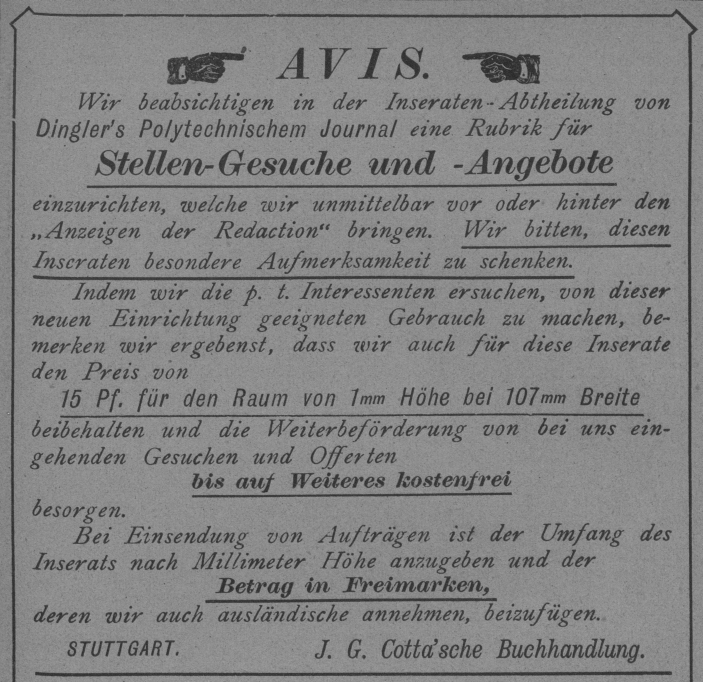 AVIS.
Wir beabsichtigen in der Inseraten-Abtheilung von
Dingler's Polytechnischem Journal eine Rubrik für
Stellen-Gesuche und -Angebote
einzurichten, welche wir unmittelbar vor oder hinter den
„Anzeigen der Redaction“ bringen. Wir bitten, diesen
Inseraten besondere Aufmerksamkeit zu schenken.
Indem wir die p. t. Interessenten ersuchen, von dieser
neuen Einrichtung geeigneten Gebrauch zu machen, be-
merken wir ergebenst, dass wir auch für diese Inserate
den Preis von
15 Pf. für den Raum von 1mm Höhe bei 107mm Breite
beibehalten und die Weiterbeförderung von bei uns ein-
gehenden Gesuchen und Offerten
bis auf Weiteres kostenfrei
besorgen.
Bei Einsendung von Aufträgen ist der Umfang des
Inserats nach Millimeter Höhe anzugeben und der
Betrag in Freimarken,
deren wir auch ausländische annehmen, beizufügen.
STUTTGART. J. G. Cotta'sche Buchhandlung.